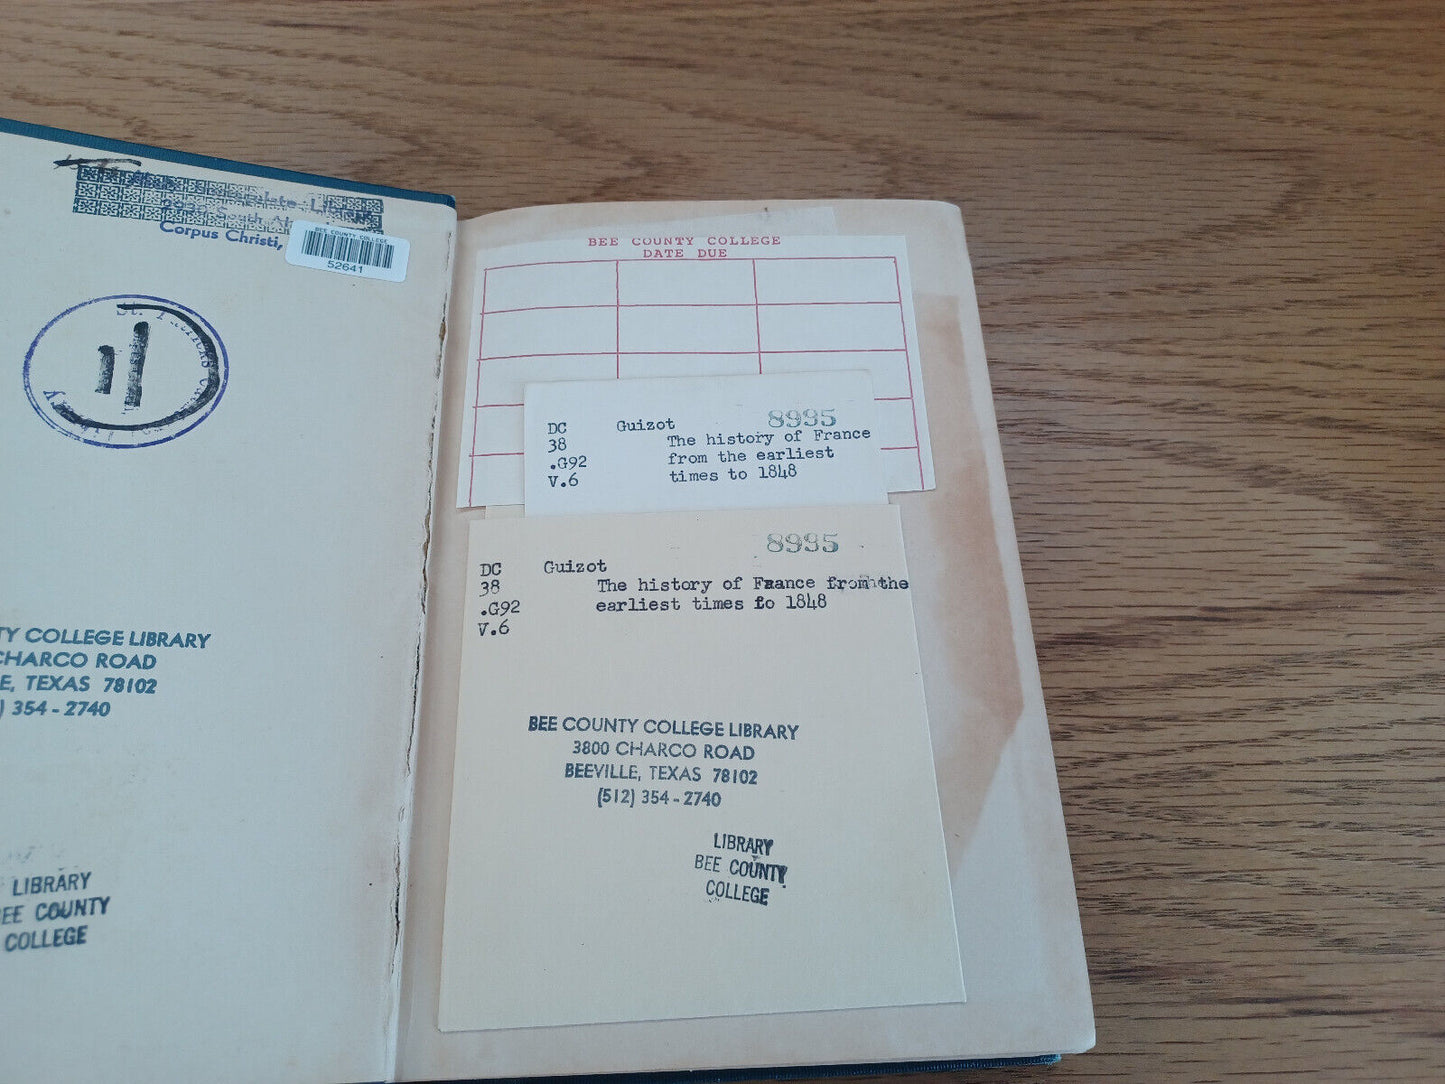 Corpus Christi,
BEE COUNTY COLLEGE
52641
St.
TY COLLEGE LIBRARY
CHARCO ROAD
E, TEXAS 78102
) 354-2740
LIBRARY
BEE COUNTY
COLLEGE
BEE COUNTY COLLEGE
DATE DUE
8995
DC Guizot
38 The history of France
.G92 from the earliest
V.6 times to 1848
8995
DC Guizot
38 The history of France from the
.G92 earliest times to 1848
V.6
BEE COUNTY COLLEGE LIBRARY
3800 CHARCO ROAD
BEEVILLE, TEXAS 78102
(512) 354-2740
LIBRARY
BEE COUNTY
COLLEGE